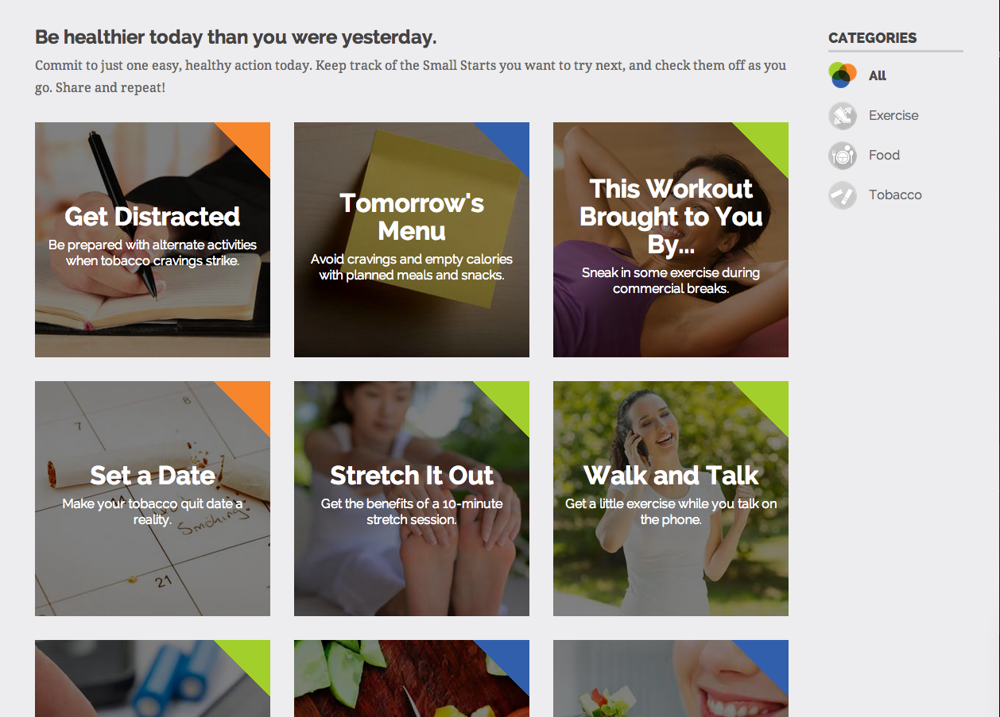 Be healthier today than you were yesterday.
Commit to just one easy, healthy action today. Keep track of the Small Starts you want to try next, and check them off as you
go. Share and repeat!
CATEGORIES
All
Exercise
Food
Tobacco
Get Distracted
Be prepared with alternate activities
when tobacco cravings strike.
Tomorrow's
Menu
Avoid cravings and empty calories
with planned meals and snacks.
This Workout
Brought to You
By...
Sneak in some exercise during
commercial breaks.
8
7
Set a Date
Make your tobacco quit date a
reality.
Smoking.
21
Stretch It Out
Get the benefits of a 10-minute
stretch session.
Walk and Talk
Get a little exercise while you talk on
the phone.